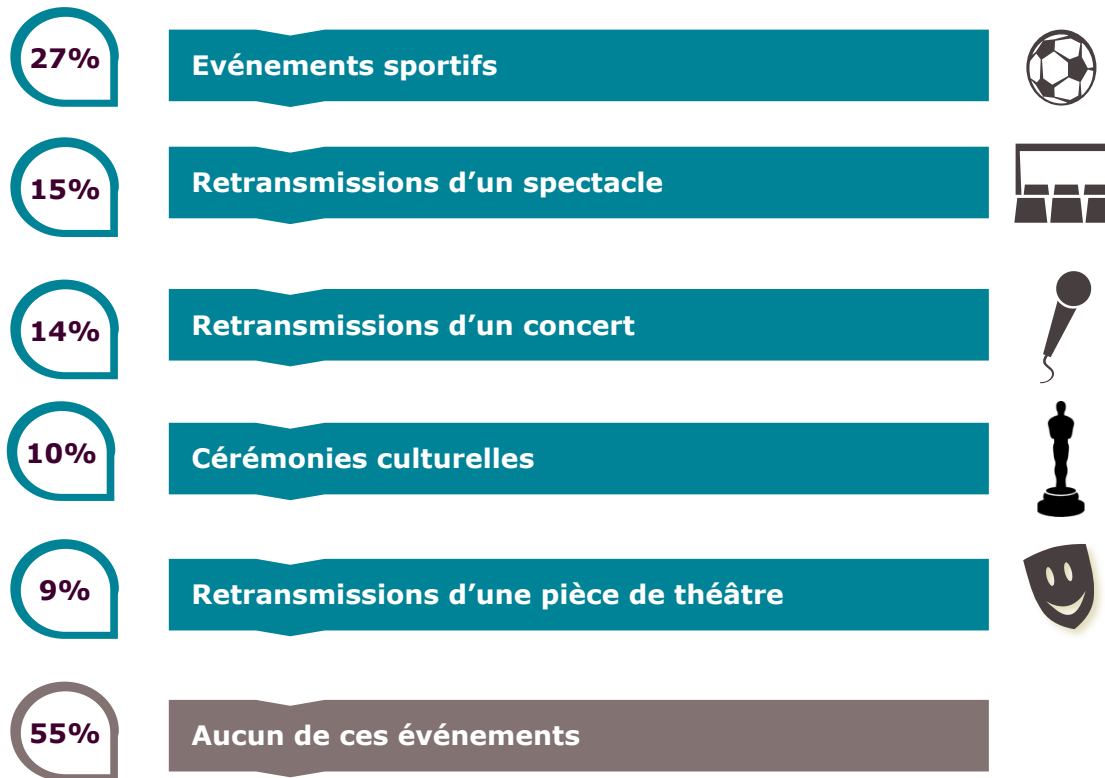 27% Evénements sportifs
15% Retransmissions d’un spectacle
14% Retransmissions d’un concert
10% Cérémonies culturelles
9% Retransmissions d’une pièce de théâtre
55% Aucun de ces événements